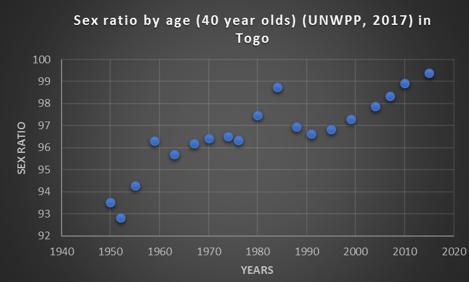 Sex ratio by age (40 year olds) (UNWPP, 2017) in
Togo
100
99
98
97
96
95
94
93
92
SEX RATIO
1940 1950 1960 1970 1980 1990 2000 2010 2020
YEARS